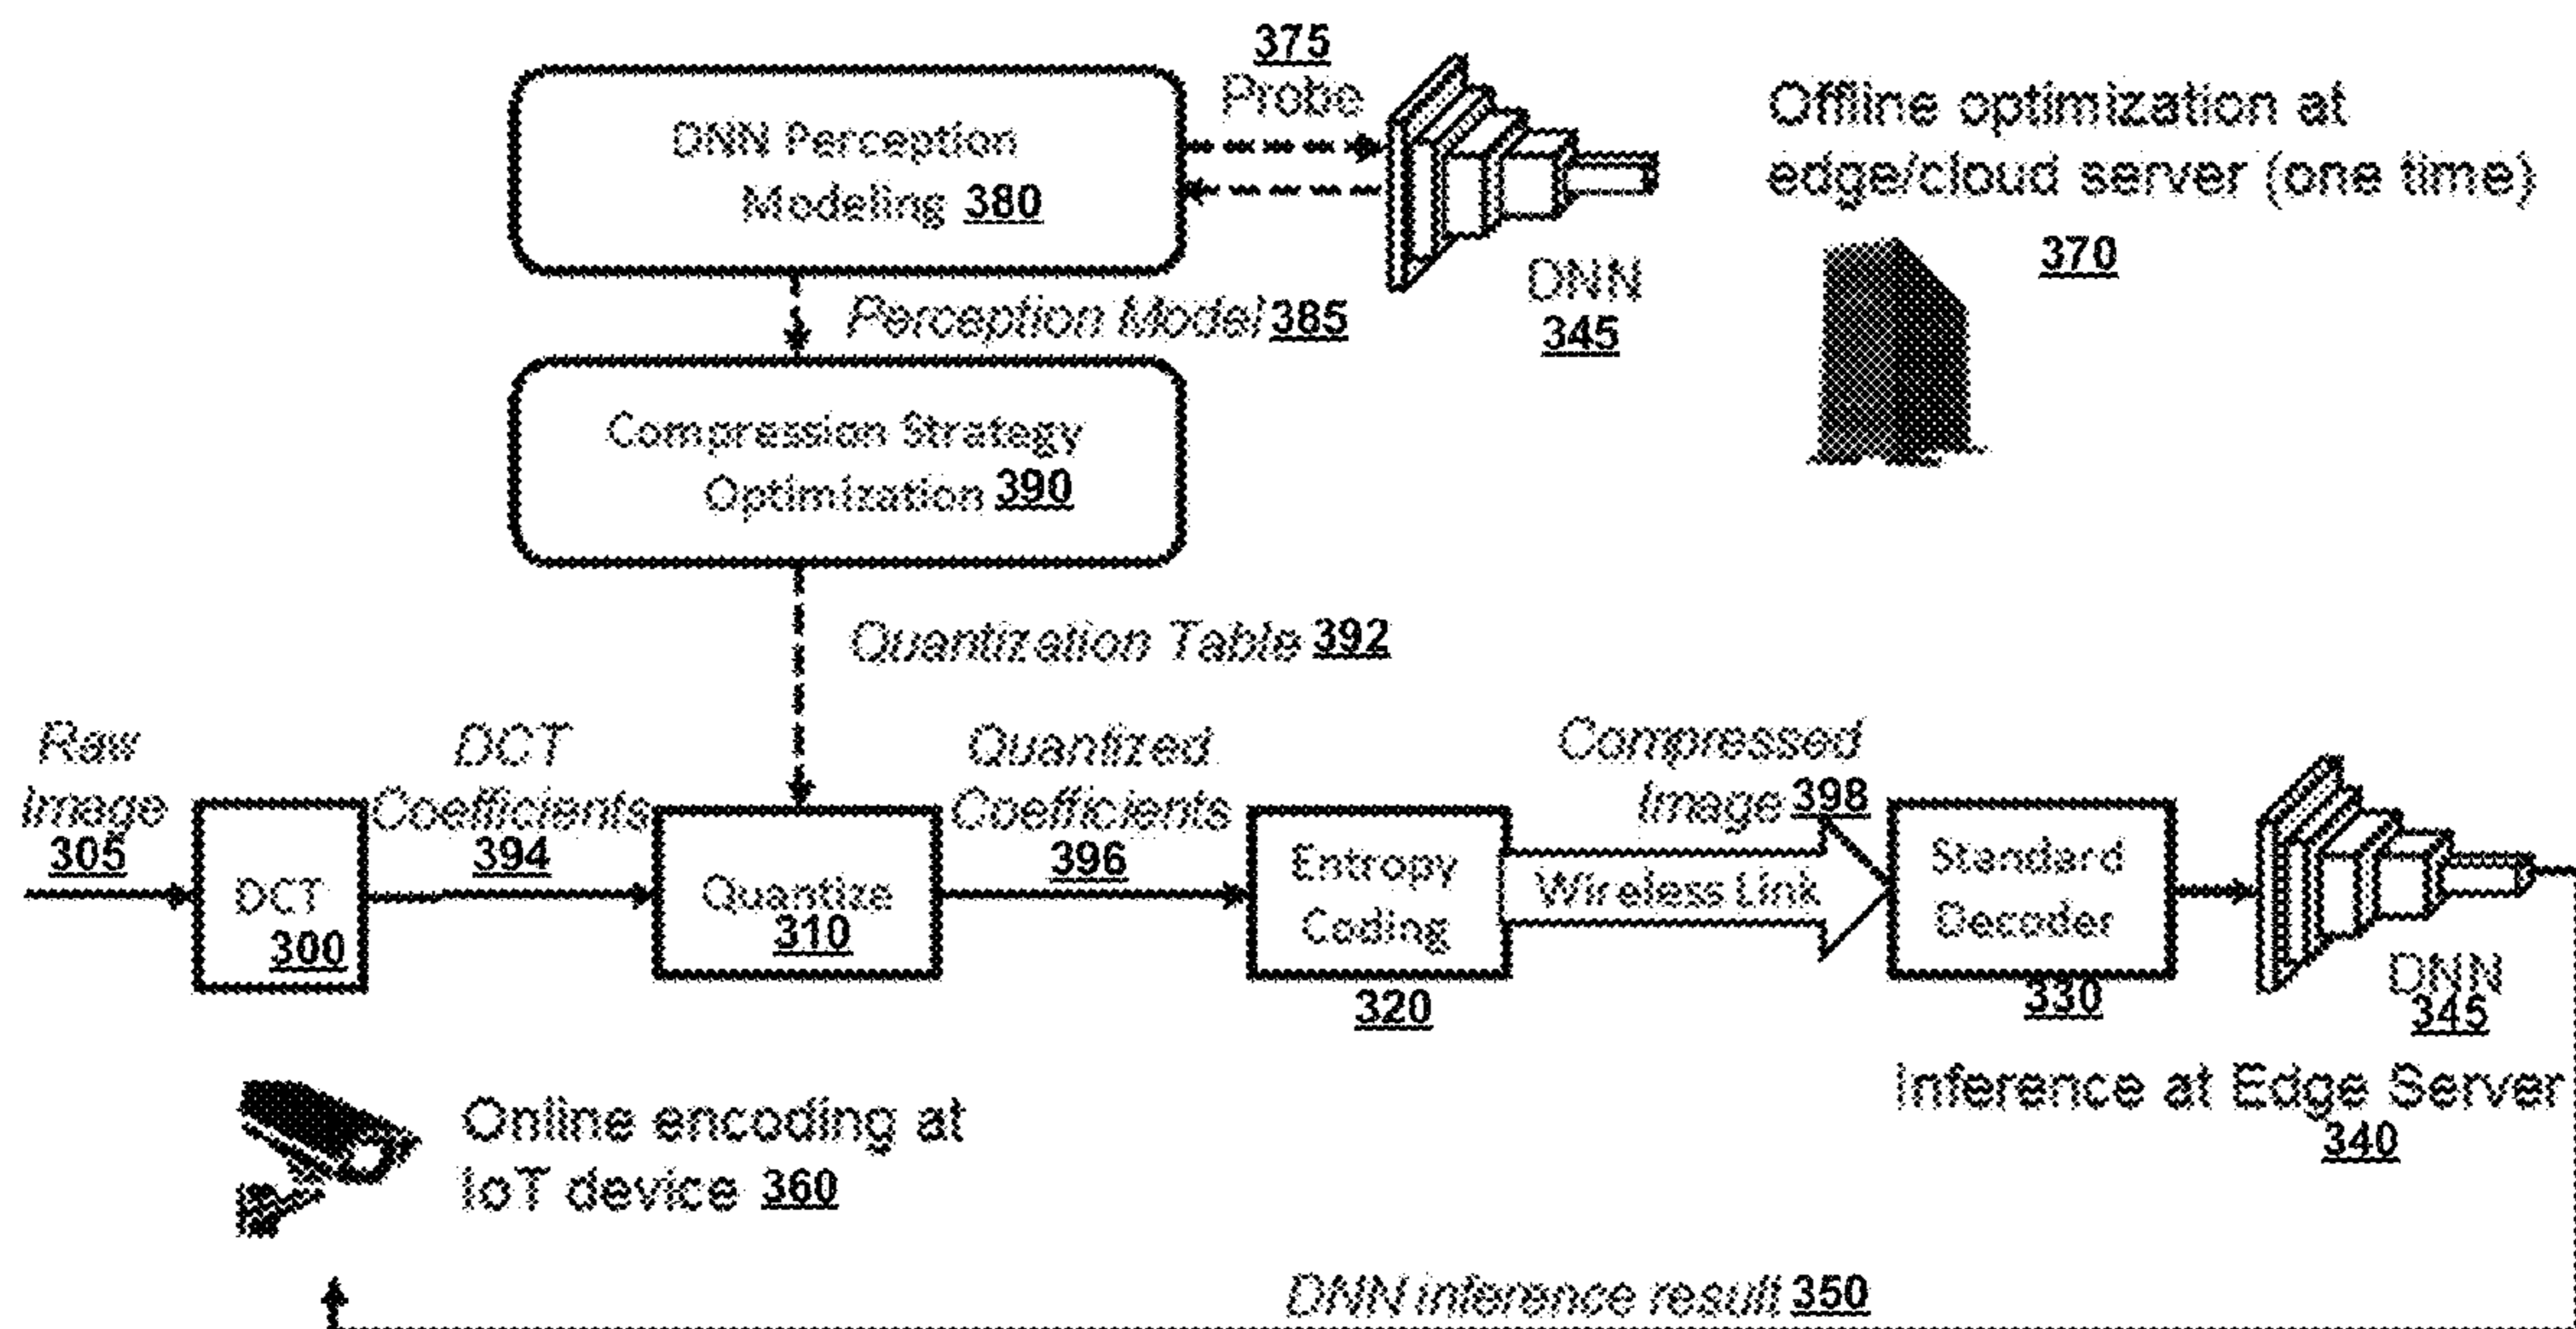 375
Probe
DNN Perception
Modeling 380
Offline optimization at
edge/cloud server (one time)
370
DNN
345
Perception Model 385
Compression Strategy
Optimization 390
Quantization Table 392
Raw
Image
305
DCT
300
DCT
Coefficients
394
Quantize
310
Quantized
Coefficients
396
Entropy
Coding
320
Compressed
Image 398
Wireless Link
Standard
Decoder
330
DNN
345
Inference at Edge Server
340
Online encoding at
IoT device 360
DNN inference result 350